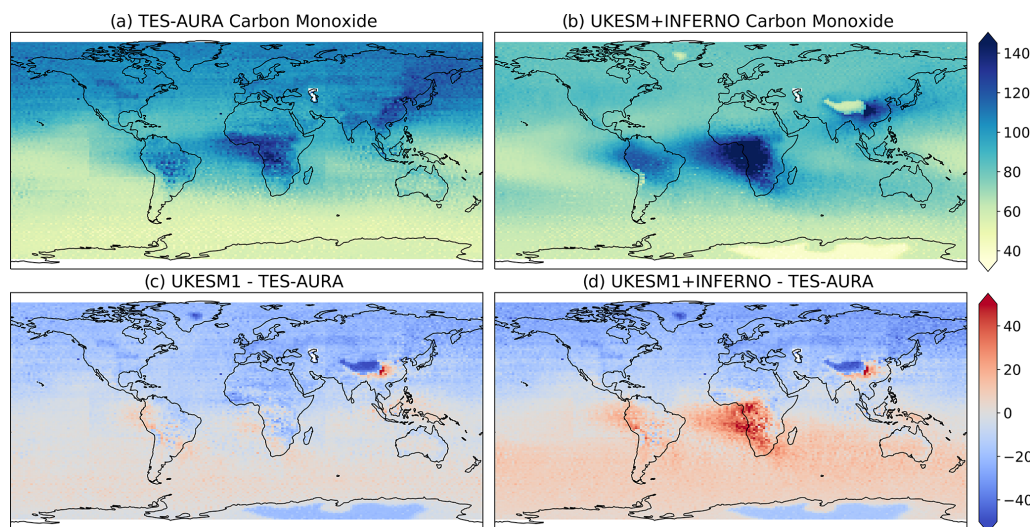 (a) TES-AURA Carbon Monoxide
(b) UKESM+INFERNO Carbon Monoxide
140
120
100
80
60
40
(c) UKESM1 - TES-AURA
(d) UKESM1+INFERNO - TES-AURA
40
20
0
−20
−40